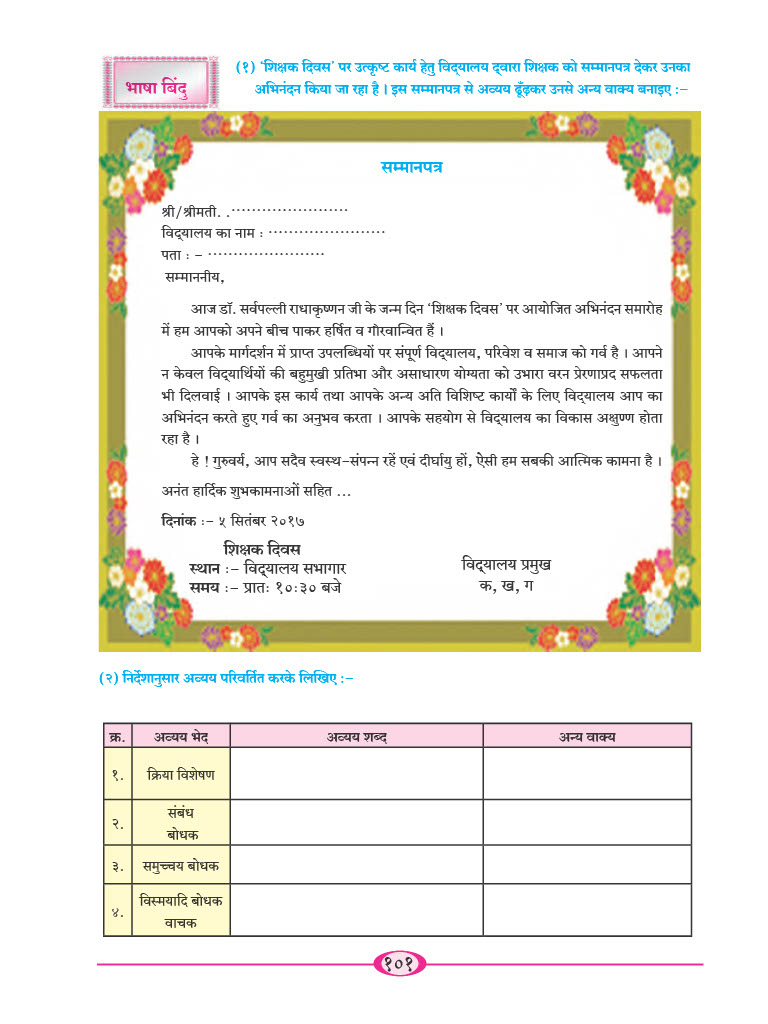 भाषा बिंदु
(१) ‘शिक्षक दिवस’ पर उत्कृष्ट कार्य हेतु विद्यालय द्वारा शिक्षक को सम्मानपत्र देकर उनका
अभिनंदन किया जा रहा है । इस सम्मानपत्र से अव्यय ढूँढ़कर उनसे अन्य वाक्य बनाइए :–
सम्मानपत्र
श्री/श्रीमती. .························
विद्यालय का नाम : ·······················
पता : – ·······················
सम्माननीय,
आज डॉ. सर्वपल्ली राधाकृष्णन जी के जन्म दिन ‘शिक्षक दिवस’ पर आयोजित अभिनंदन समारोह
में हम आपको अपने बीच पाकर हर्षित व गौरवान्वित हैं ।
आपके मार्गदर्शन में प्राप्त उपलब्धियों पर संपूर्ण विद्यालय, परिवेश व समाज को गर्व है । आपने
न केवल विद्यार्थियों की बहुमुखी प्रतिभा और असाधारण योग्यता को उभारा वरन प्रेरणाप्रद सफलता
भी दिलवाई । आपके इस कार्य तथा आपके अन्य अति विशिष्ट कार्यों के लिए विद्यालय आप का
अभिनंदन करते हुए गर्व का अनुभव करता । आपके सहयोग से विद्यालय का विकास अक्षुण्ण होता
रहा है ।
हे ! गुरुवर्य, आप सदैव स्वस्थ-संपन्न रहें एवं दीर्घायु हों, ऐसी हम सबकी आत्मिक कामना है ।
अनंत हार्दिक शुभकामनाओं सहित ...
दिनांक :– ५ सितंबर २०१७
शिक्षक दिवस
स्थान :– विद्यालय सभागार
समय :– प्रातः १०:३० बजे
विद्यालय प्रमुख
क, ख, ग
(२) निर्देशानुसार अव्यय परिवर्तित करके लिखिए :–
क्र. अव्यय भेद अव्यय शब्द अन्य वाक्य
१. क्रिया विशेषण
२. संबंध
बोधक
३. समुच्चय बोधक
४. विस्मयादि बोधक
वाचक
१०१